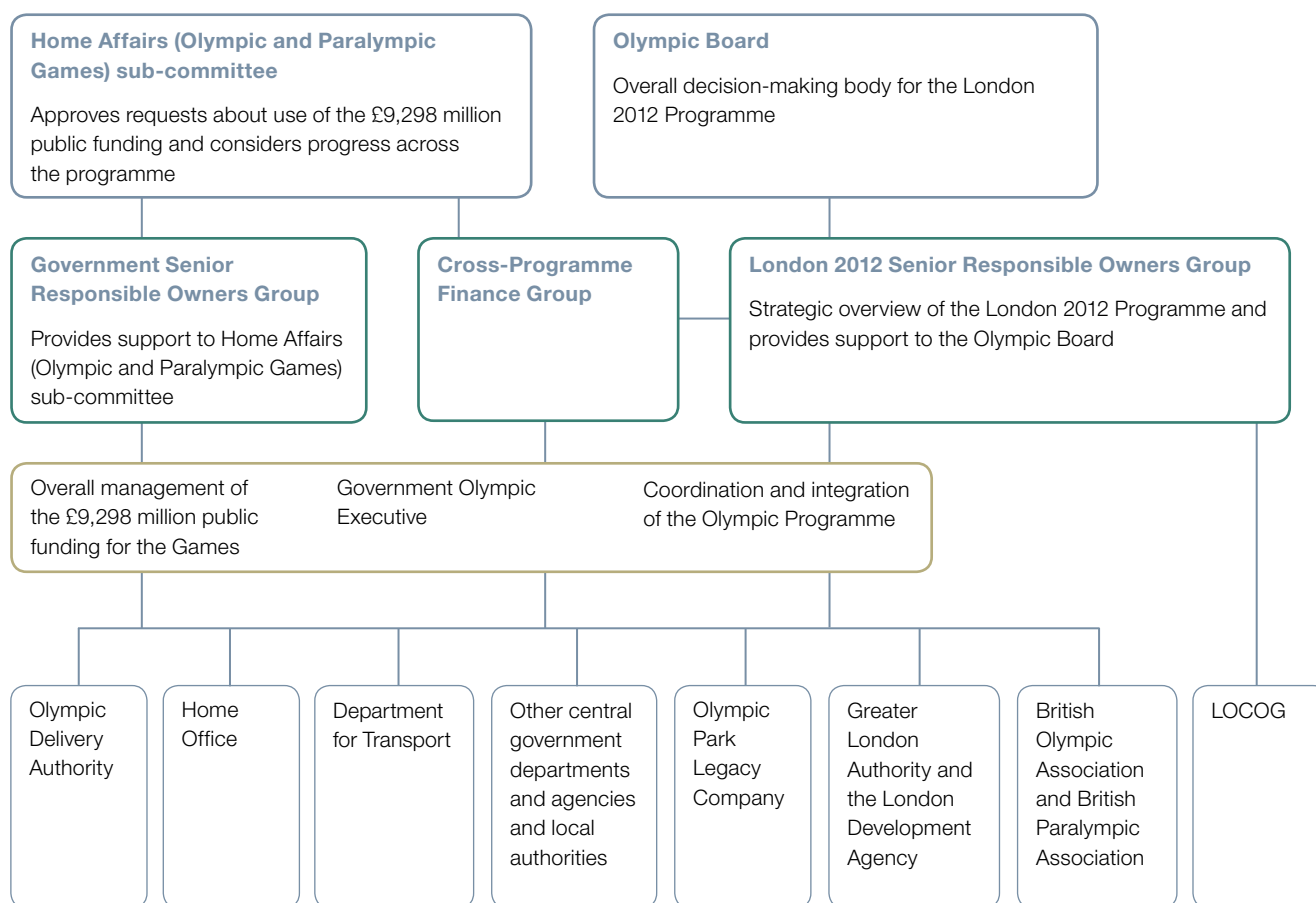 Home Affairs (Olympic and Paralympic
Games) sub-committee
Approves requests about use of the £9,298 million
public funding and considers progress across
the programme
Olympic Board
Overall decision-making body for the London
2012 Programme
Government Senior
Responsible Owners Group
Provides support to Home Affairs
(Olympic and Paralympic Games)
sub-committee
Cross-Programme
Finance Group
London 2012 Senior Responsible Owners Group
Strategic overview of the London 2012 Programme and
provides support to the Olympic Board
Overall management of
the £9,298 million public
funding for the Games
Government Olympic
Executive
Coordination and integration
of the Olympic Programme
Olympic
Delivery
Authority
Home
Office
Department
for Transport
Other central
government
departments
and agencies
and local
authorities
Olympic
Park
Legacy
Company
Greater
London
Authority and
the London
Development
Agency
British
Olympic
Association
and British
Paralympic
Association
LOCOG